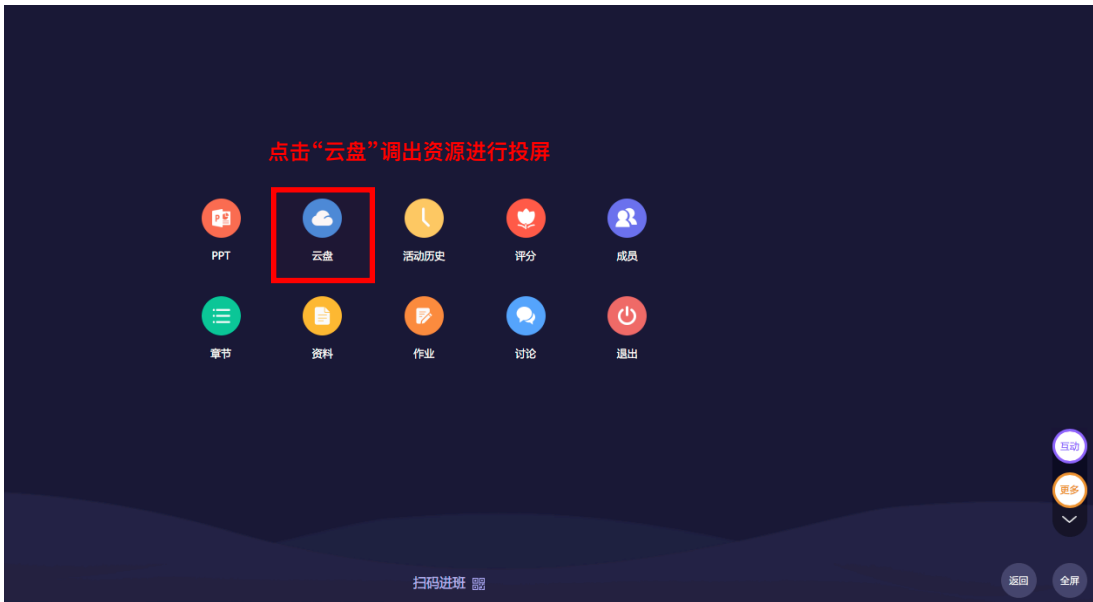 点击“云盘”调出资源进行投屏
PPT
云盘
活动历史
评分
成员
章节
资料
作业
讨论
退出
互动
更多
扫码进班
返回
全屏